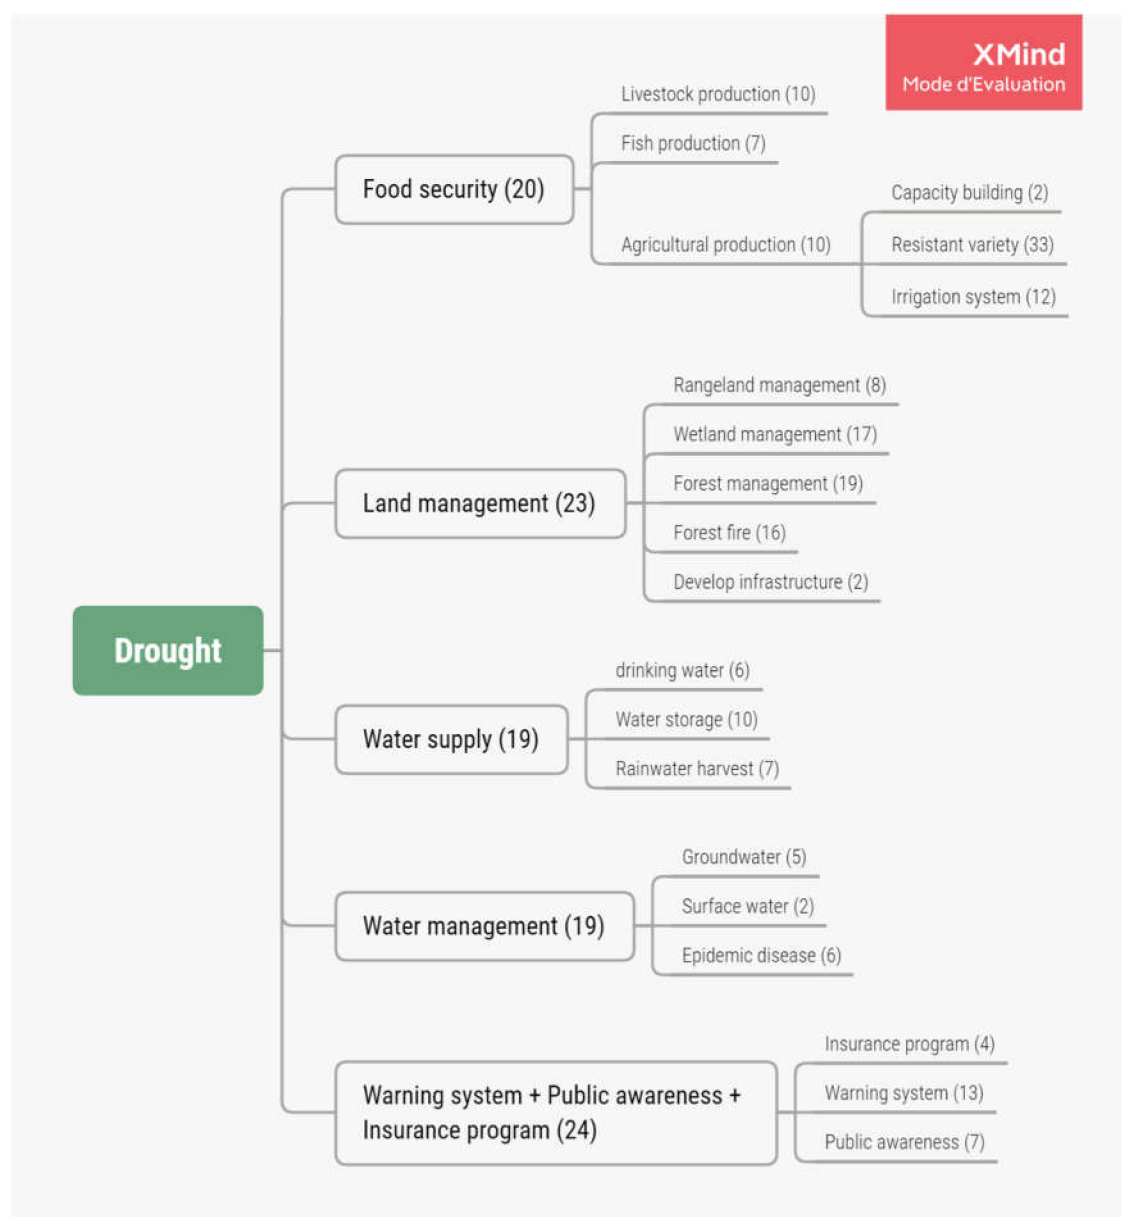 XMind
Mode d'Evaluation
Drought
Food security (20)
Livestock production (10)
Fish production (7)
Agricultural production (10)
Capacity building (2)
Resistant variety (33)
Irrigation system (12)
Land management (23)
Rangeland management (8)
Wetland management (17)
Forest management (19)
Forest fire (16)
Develop infrastructure (2)
Water supply (19)
drinking water (6)
Water storage (10)
Rainwater harvest (7)
Water management (19)
Groundwater (5)
Surface water (2)
Epidemic disease (6)
Warning system + Public awareness +
Insurance program (24)
Insurance program (4)
Warning system (13)
Public awareness (7)